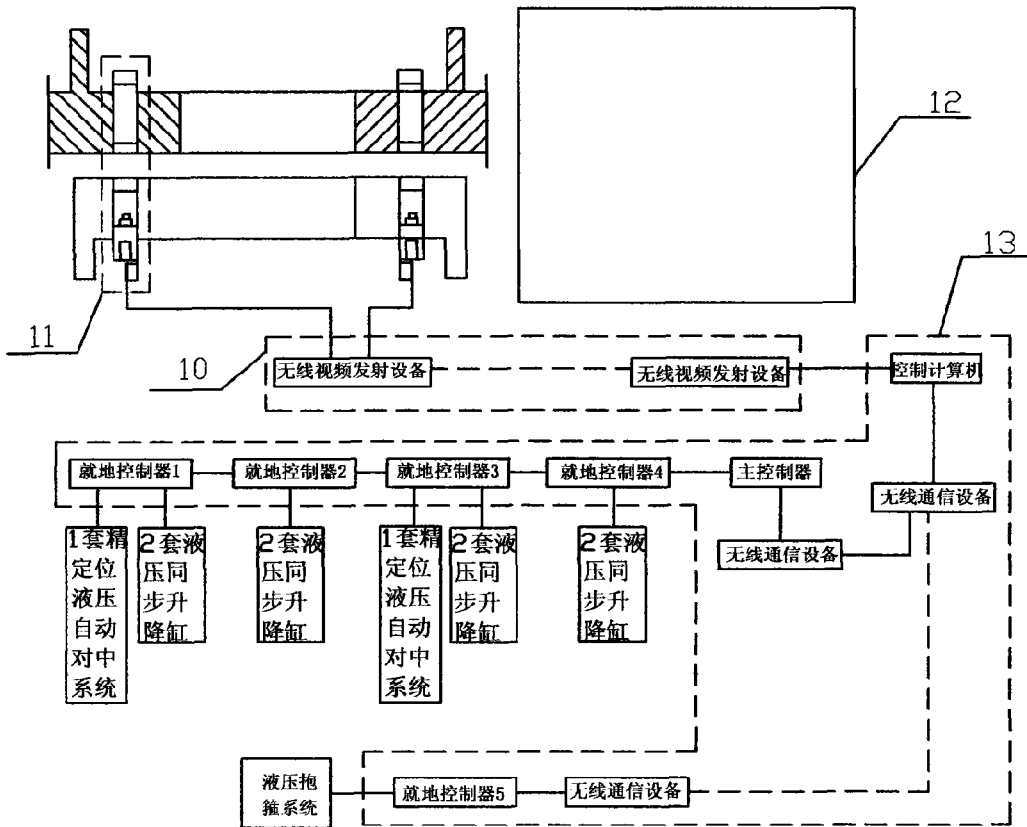 12
13
11
10
无线视频发射设备
无线视频发射设备
控制计算机
就地控制器1
就地控制器2
就地控制器3
就地控制器4
主控制器
无线通信设备
无线通信设备
1套精
定位
液压
自动
对中
系统
2套液
压同
步升
降缸
2套液
压同
步升
降缸
1套精
定位
液压
自动
对中
系统
2套液
压同
步升
降缸
2套液
压同
步升
降缸
液压抱
箍系统
就地控制器5
无线通信设备